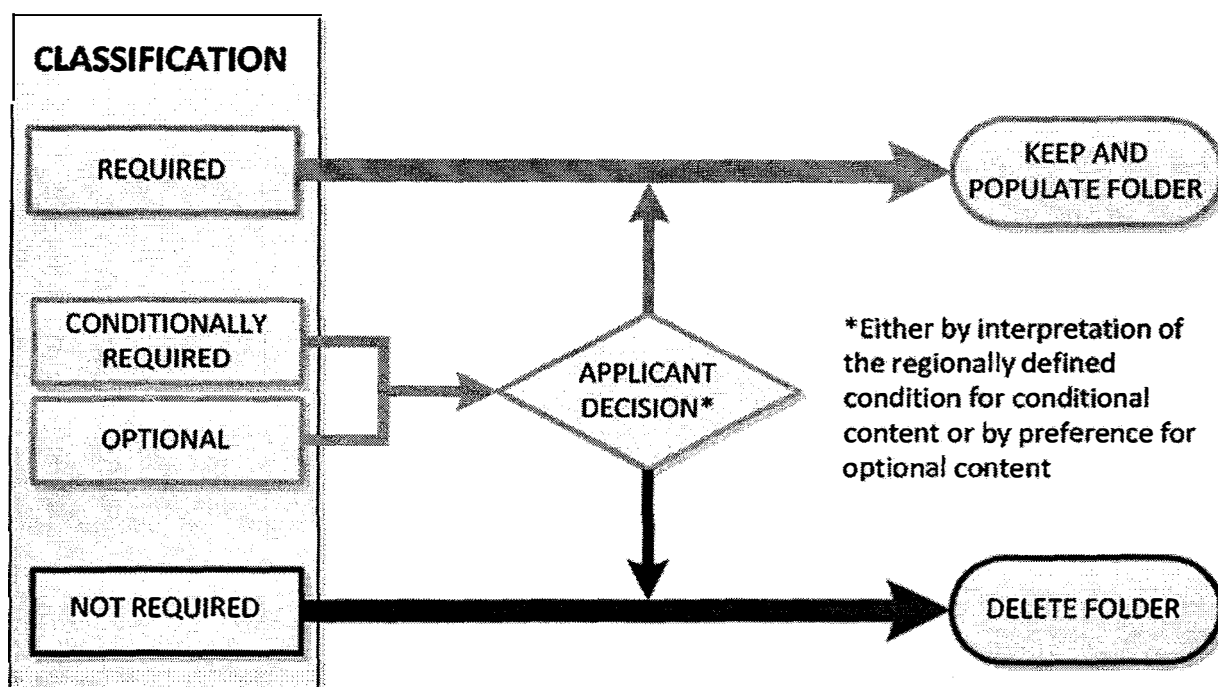 CLASSIFICATION
REQUIRED
KEEP AND
POPULATE FOLDER
CONDITIONALLY
REQUIRED
OPTIONAL
APPLICANT
DECISION*
*Either by interpretation of
the regionally defined
condition for conditional
content or by preference for
optional content
NOT REQUIRED
DELETE FOLDER